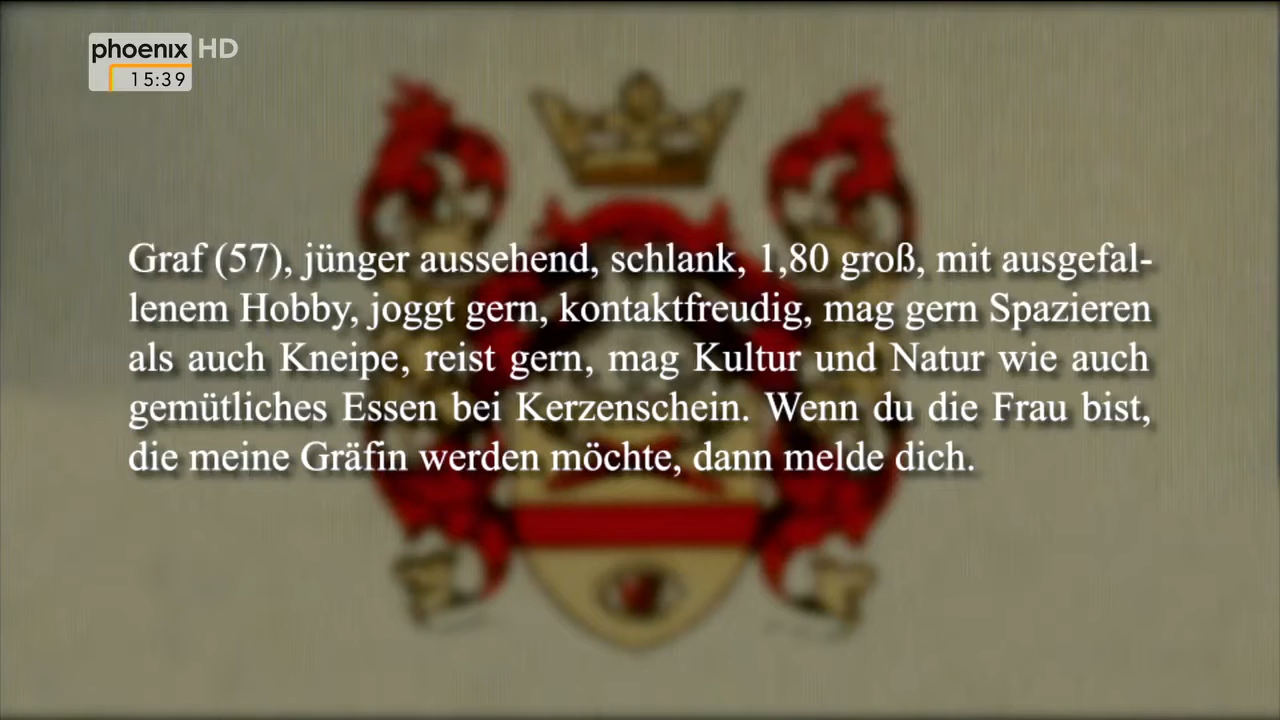 phoenix HD
15:39
Graf (57), jünger aussehend, schlank, 1,80 groß, mit ausgefal-
lenem Hobby, joggt gern, kontaktfreudig, mag gern Spazieren
als auch Kneipe, reist gern, mag Kultur und Natur wie auch
gemütliches Essen bei Kerzenschein. Wenn du die Frau bist,
die meine Gräfin werden möchte, dann melde dich.